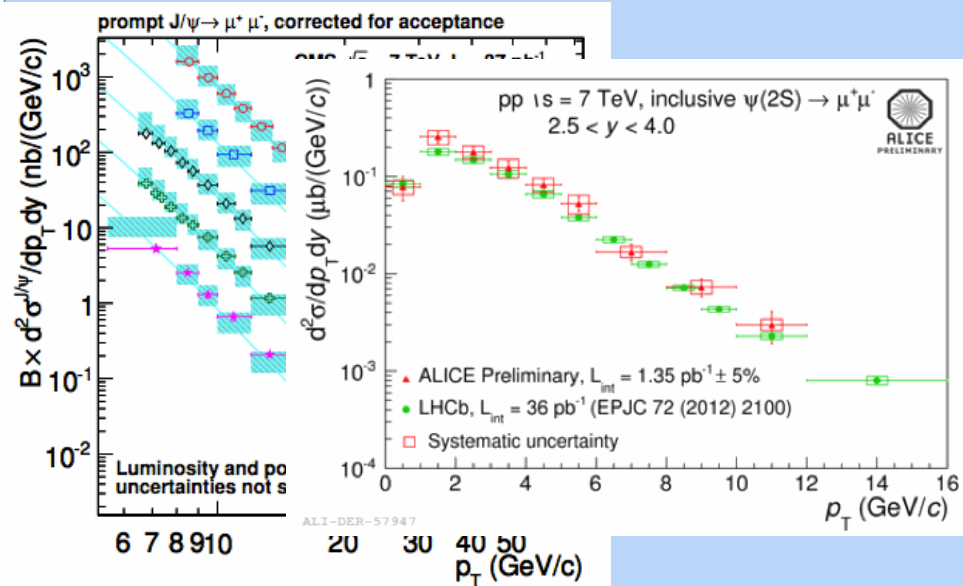 prompt J/ψ→ μ⁺ μ⁻, corrected for acceptance
B × d²σ^J/ψ/dp_T dy (nb/(GeV/c))
10³
10²
10
1
10⁻¹
10⁻²
Luminosity and
uncertainties not
6 7 8 9 10 20 30 40 50
p_T (GeV/c)
pp ιs = 7 TeV, inclusive ψ(2S) → μ⁺μ⁻
2.5 < y < 4.0
ALICE
PRELIMINARY
d²σ/dp_T dy (μb/(GeV/c))
1
10⁻¹
10⁻²
10⁻³
10⁻⁴
ALICE Preliminary, L_int = 1.35 pb⁻¹ ± 5%
LHCb, L_int = 36 pb⁻¹ (EPJC 72 (2012) 2100)
Systematic uncertainty
0 2 4 6 8 10 12 14 16
p_T (GeV/c)
ALI-DER-57947